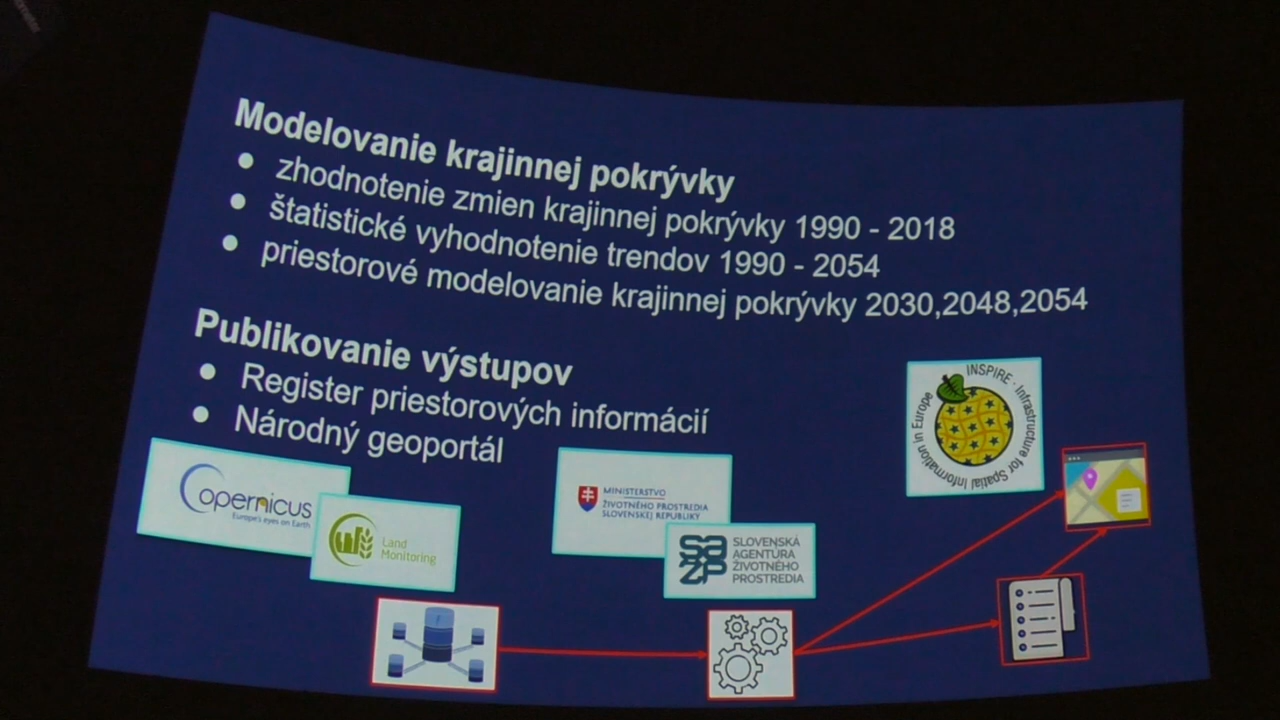 Modelovanie krajinnej pokrývky
● zhodnotenie zmien krajinnej pokrývky 1990 - 2018
● štatistické vyhodnotenie trendov 1990 - 2054
● priestorové modelovanie krajinnej pokrývky 2030,2048,2054
Publikovanie výstupov
● Register priestorových informácií
● Národný geoportál
INSPIRE · Infrastructure for Spatial Information in Europe
Copernicus
Europe's eyes on Earth
Land
Monitoring
MINISTERSTVO
ŽIVOTNÉHO PROSTREDIA
SLOVENSKEJ REPUBLIKY
SAŽP
SLOVENSKÁ
AGENTÚRA
ŽIVOTNÉHO
PROSTREDIA